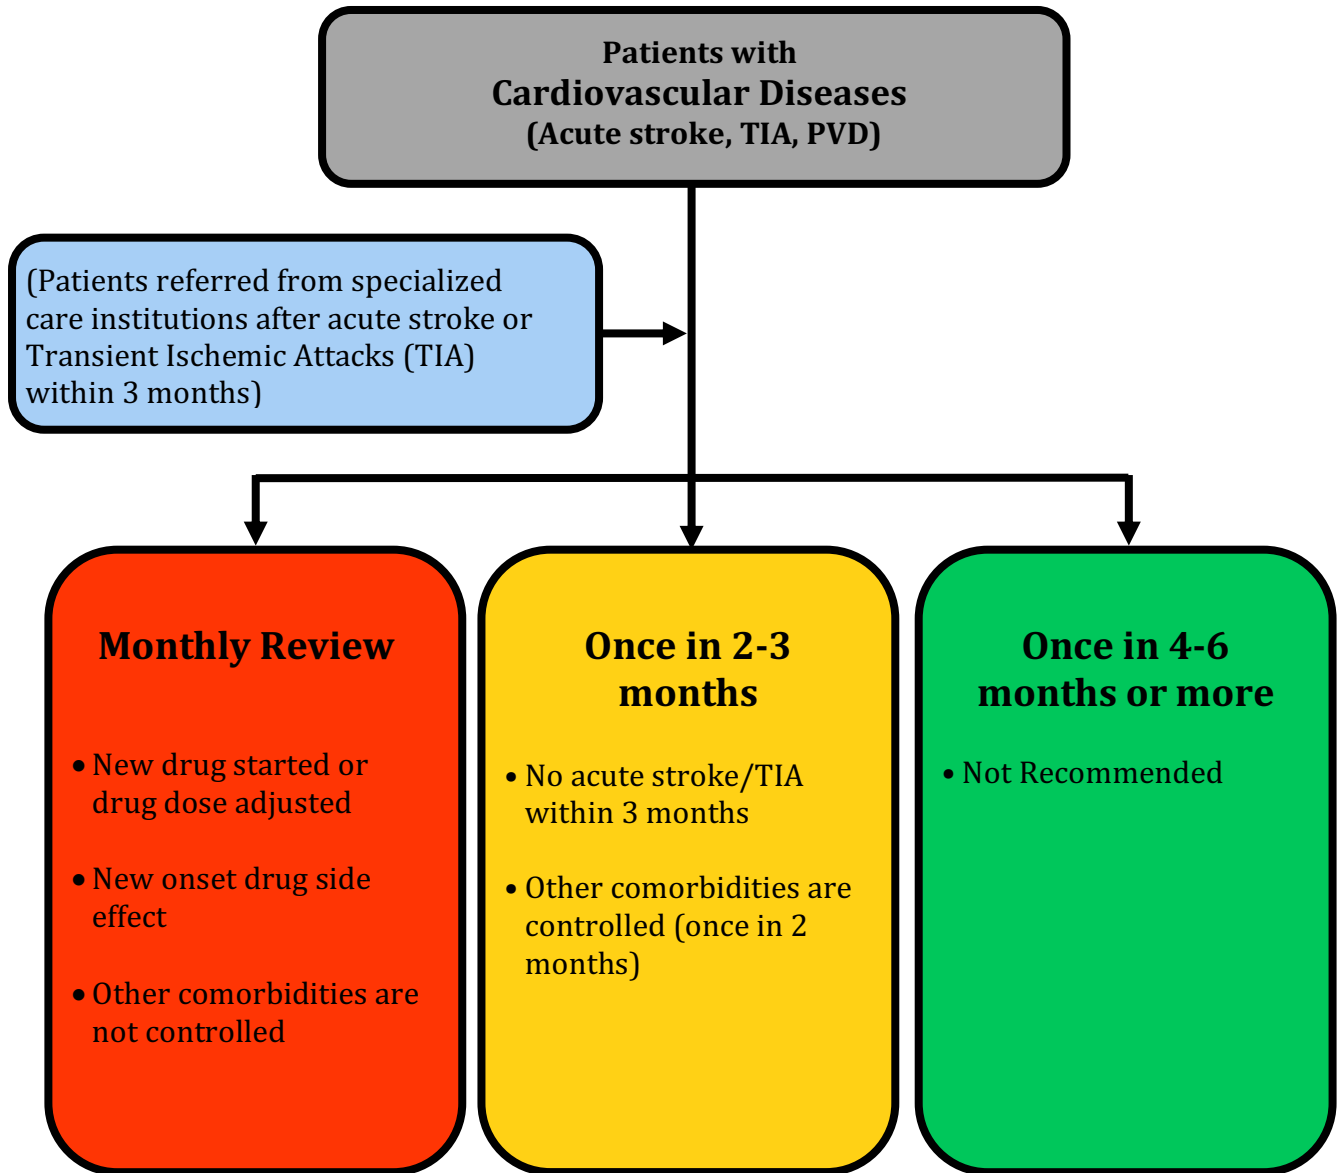 Patients with
Cardiovascular Diseases
(Acute stroke, TIA, PVD)
(Patients referred from specialized
care institutions after acute stroke or
Transient Ischemic Attacks (TIA)
within 3 months)
Monthly Review
• New drug started or
drug dose adjusted
• New onset drug side
effect
• Other comorbidities are
not controlled
Once in 2-3
months
• No acute stroke/TIA
within 3 months
• Other comorbidities are
controlled (once in 2
months)
Once in 4-6
months or more
• Not Recommended